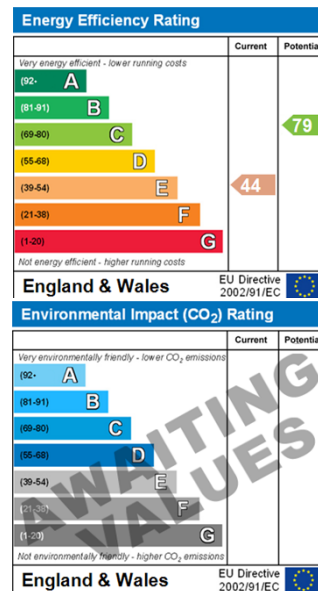 Energy Efficiency Rating
Current Potential
Very energy efficient - lower running costs
(92- A
(81-91) B
(69-80) C
79
(55-68) D
(39-54) E
44
(21-38) F
(1-20) G
Not energy efficient - higher running costs
England & Wales
EU Directive
2002/91/EC
Environmental Impact (CO₂) Rating
Current Potential
Very environmentally friendly - lower CO₂ emissions
(92- A
(81-91) B
(69-80) C
(55-68) D
(39-54) E
(21-38) F
(1-20) G
AWAITING
VALUES
Not environmentally friendly - higher CO₂ emissions
England & Wales
EU Directive
2002/91/EC